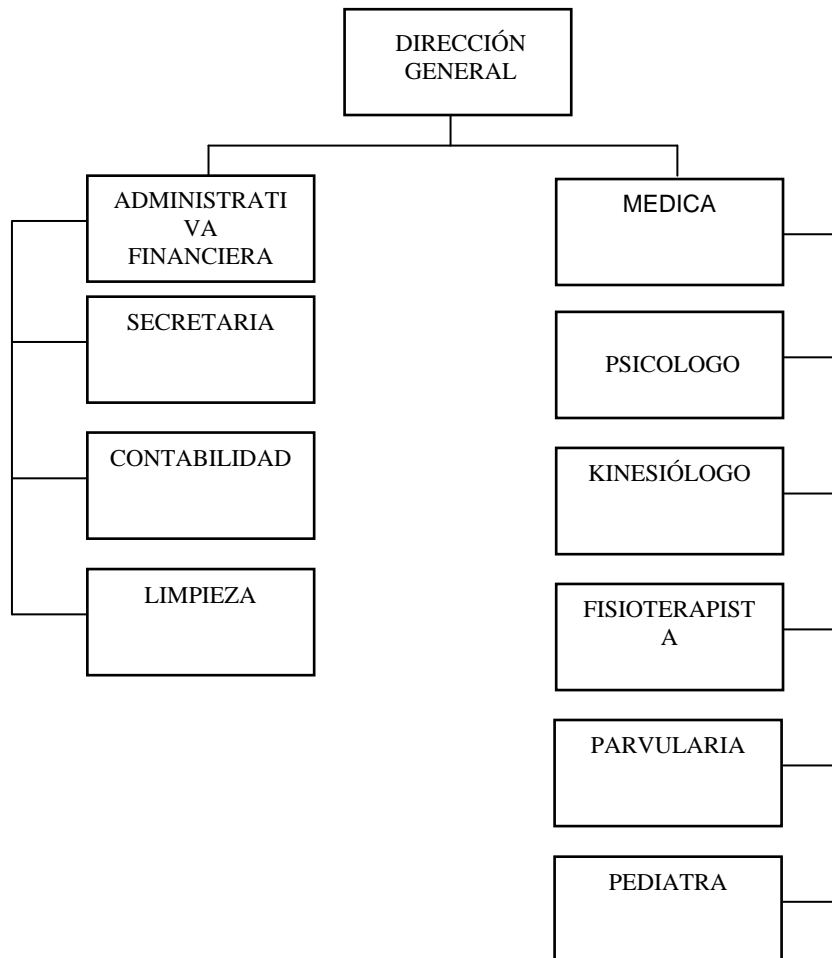 DIRECCIÓN
GENERAL
ADMINISTRATI
VA
FINANCIERA
SECRETARIA
CONTABILIDAD
LIMPIEZA
MEDICA
PSICOLOGO
KINESIÓLOGO
FISIOTERAPIST
A
PARVULARIA
PEDIATRA